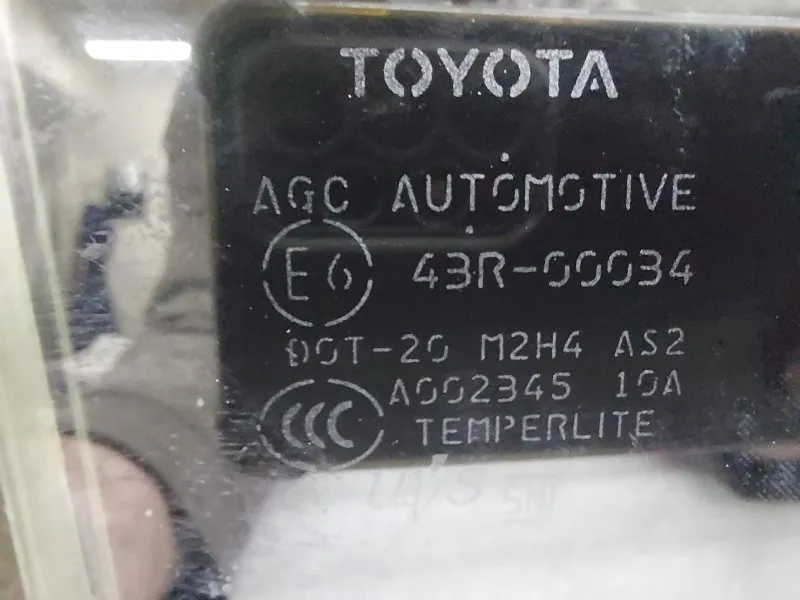 TOYOTA
AGC AUTOMOTIVE
E6 43R-00034
DOT-20 M2H4 AS2
A002345 10A
CCC TEMPERLITE